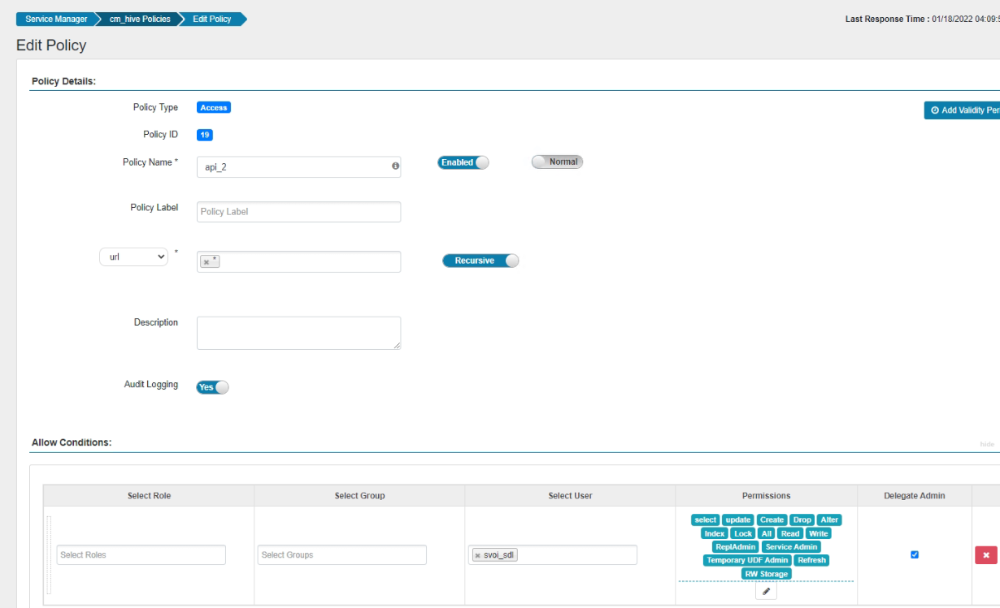 Service Manager cm_hive Policies Edit Policy Last Response Time : 01/18/2022 04:09:5
Edit Policy
Policy Details:
Policy Type Access
Add Validity Per
Policy ID 19
Policy Name * api_2 Enabled Normal
Policy Label Policy Label
url * × * Recursive
Description
Audit Logging Yes
Allow Conditions:
hide
Select Role Select Group Select User Permissions Delegate Admin
select update Create Drop Alter
Index Lock All Read Write
ReplAdmin Service Admin
Select Roles Select Groups × svoi_sdl
Temporary UDF Admin Refresh
RW Storage